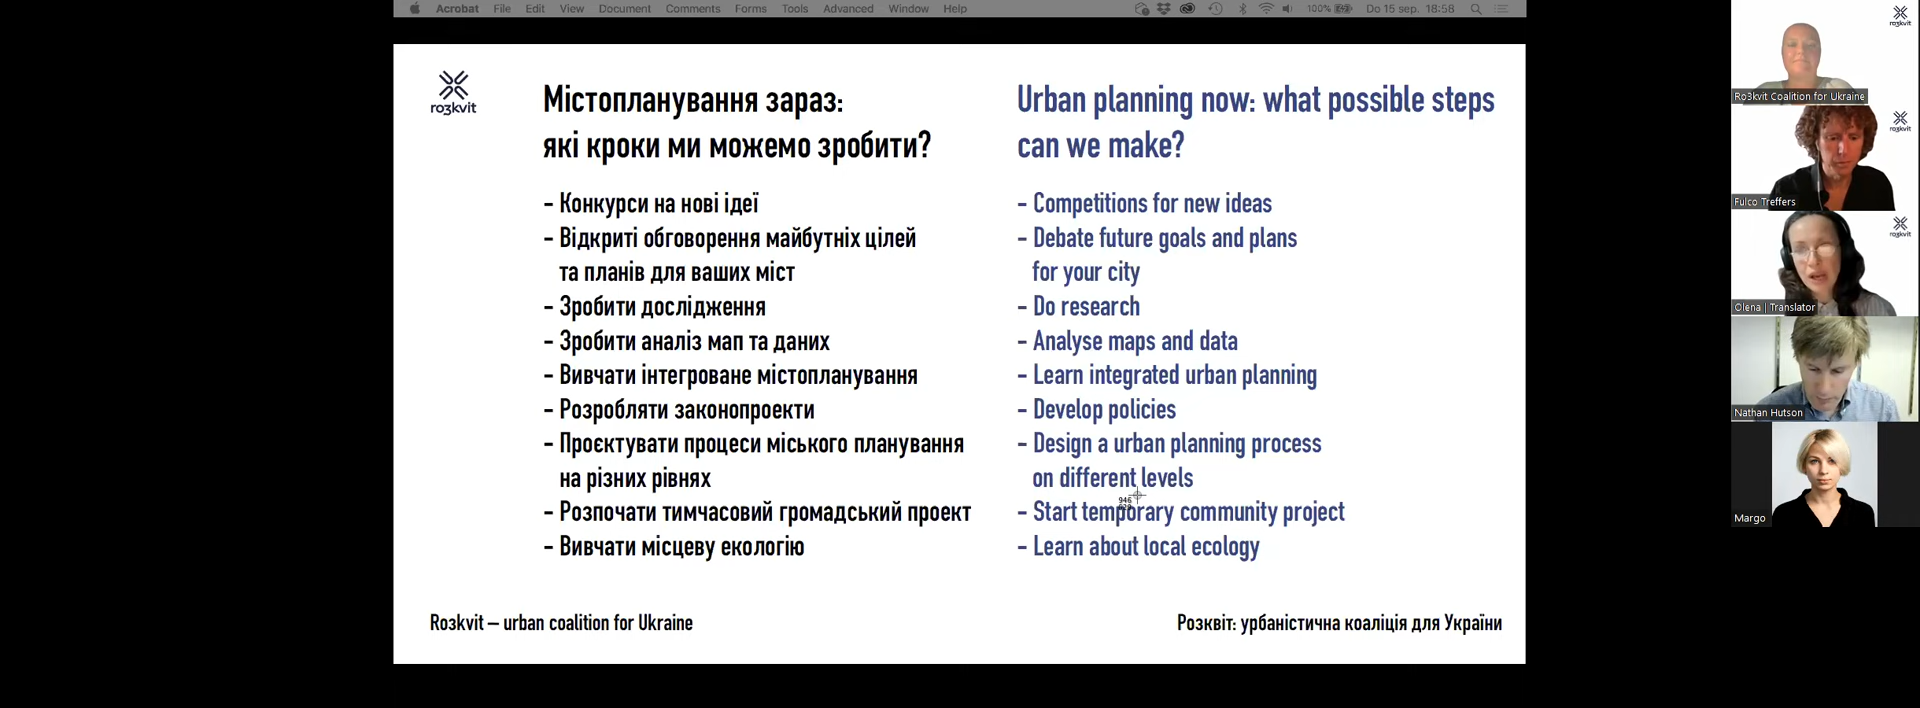 Acrobat File Edit View Document Comments Forms Tools Advanced Window Help
100% Do 15 sep. 18:58
ro3kvit
Містопланування зараз:
які кроки ми можемо зробити?
- Конкурси на нові ідеї
- Відкриті обговорення майбутніх цілей
та планів для ваших міст
- Зробити дослідження
- Зробити аналіз мап та даних
- Вивчати інтегроване містопланування
- Розробляти законопроекти
- Проєктувати процеси міського планування
на різних рівнях
- Розпочати тимчасовий громадський проект
- Вивчати місцеву екологію
Urban planning now: what possible steps
can we make?
- Competitions for new ideas
- Debate future goals and plans
for your city
- Do research
- Analyse maps and data
- Learn integrated urban planning
- Develop policies
- Design a urban planning process
on different levels
- Start temporary community project
- Learn about local ecology
946
Ro3kvit – urban coalition for Ukraine
Розквіт: урбаністична коаліція для України
ro3kvit
Ro3kvit Coalition for Ukraine
ro3kvit
Fulco Treffers
ro3kvit
Olena | Translator
Nathan Hutson
Margo